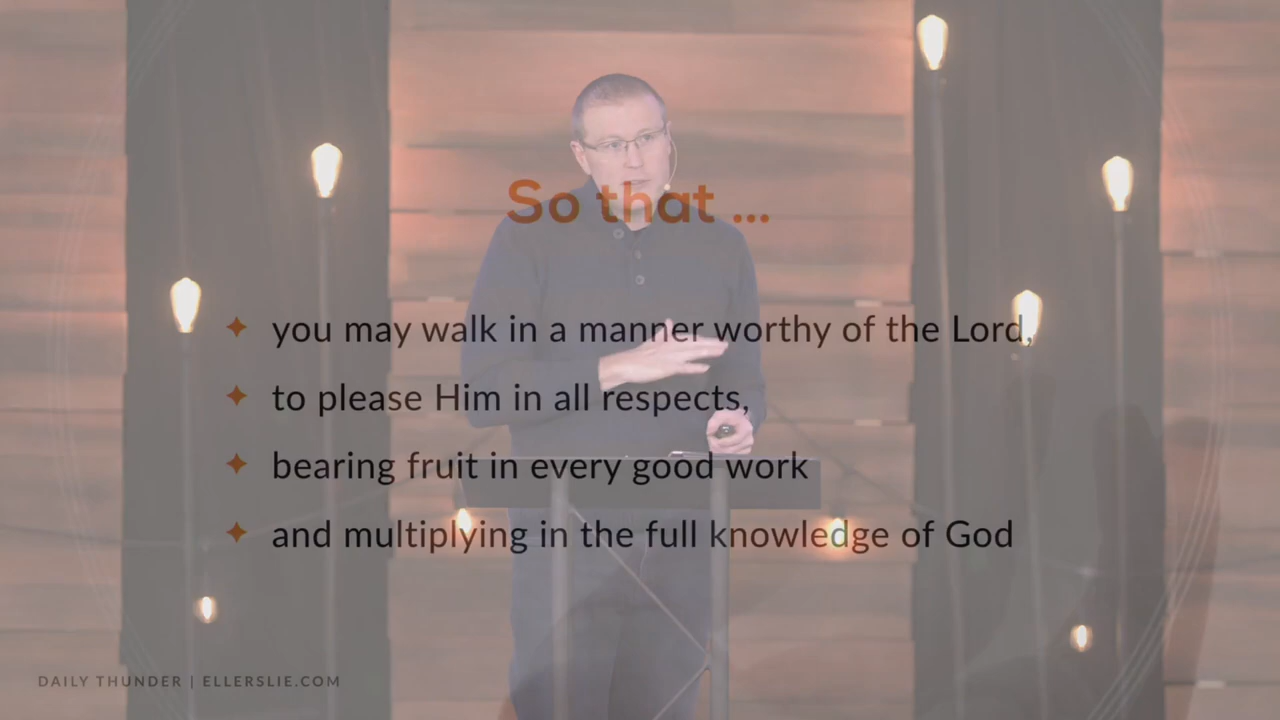 So that ...
you may walk in a manner worthy of the Lord,
to please Him in all respects,
bearing fruit in every good work
and multiplying in the full knowledge of God
DAILY THUNDER | ELLERSLIE.COM